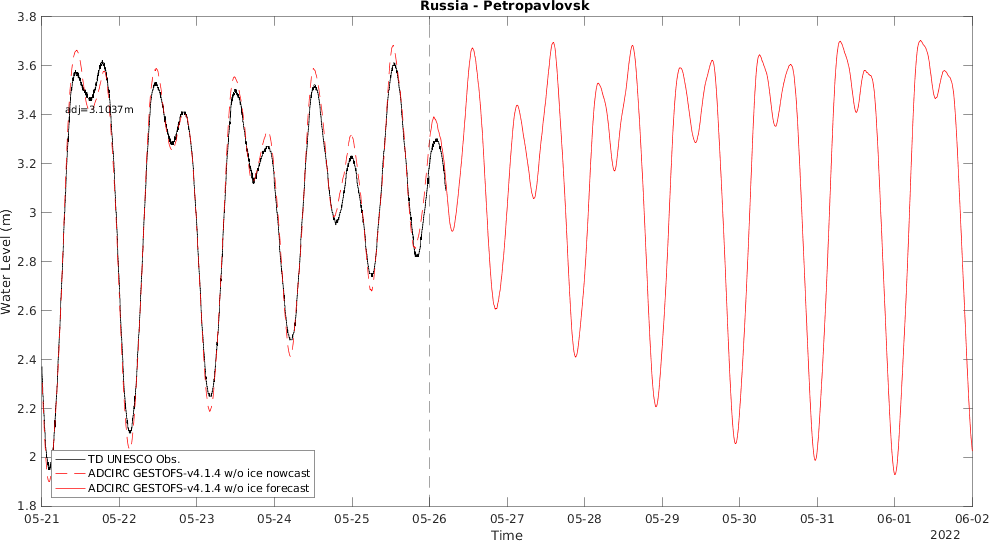 Russia - Petropavlovsk
3.8
3.6
3.4
3.2
3
2.8
2.6
2.4
2.2
2
1.8
Water Level (m)
adj=3.1037m
TD UNESCO Obs.
ADCIRC GESTOFS-v4.1.4 w/o ice nowcast
ADCIRC GESTOFS-v4.1.4 w/o ice forecast
05-21 05-22 05-23 05-24 05-25 05-26 05-27 05-28 05-29 05-30 05-31 06-01 06-02
Time
2022